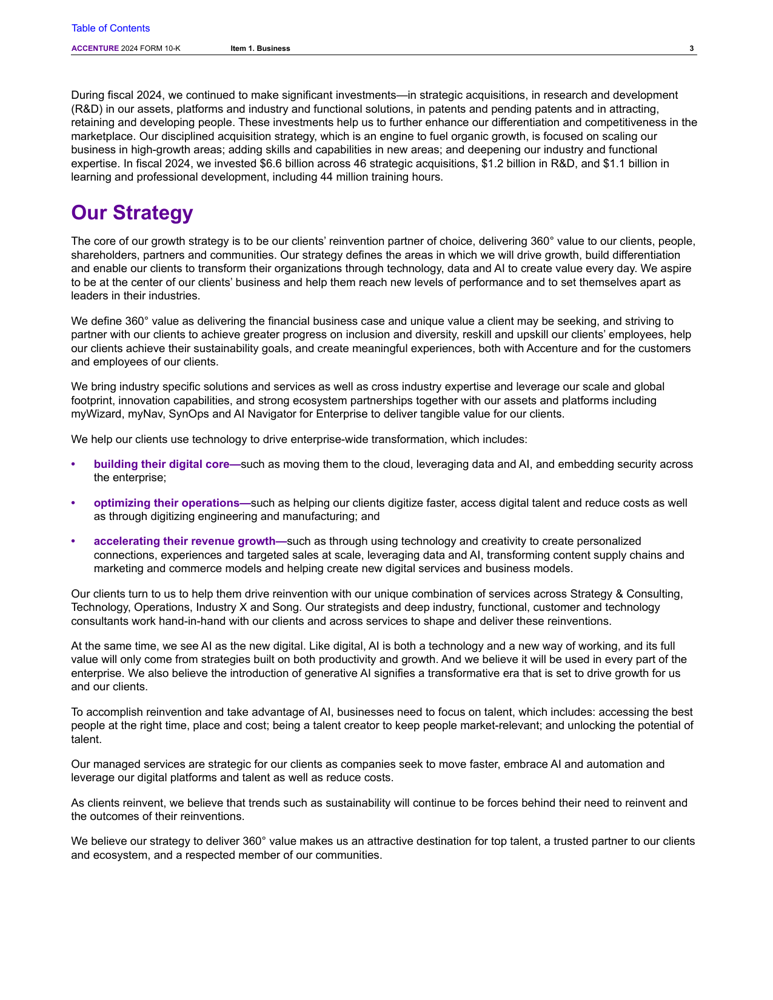 Table of Contents
ACCENTURE 2024 FORM 10-K Item 1. Business 3
During fiscal 2024, we continued to make significant investments—in strategic acquisitions, in research and development
(R&D) in our assets, platforms and industry and functional solutions, in patents and pending patents and in attracting,
retaining and developing people. These investments help us to further enhance our differentiation and competitiveness in the
marketplace. Our disciplined acquisition strategy, which is an engine to fuel organic growth, is focused on scaling our
business in high-growth areas; adding skills and capabilities in new areas; and deepening our industry and functional
expertise. In fiscal 2024, we invested $6.6 billion across 46 strategic acquisitions, $1.2 billion in R&D, and $1.1 billion in
learning and professional development, including 44 million training hours.
Our Strategy
The core of our growth strategy is to be our clients’ reinvention partner of choice, delivering 360° value to our clients, people,
shareholders, partners and communities. Our strategy defines the areas in which we will drive growth, build differentiation
and enable our clients to transform their organizations through technology, data and AI to create value every day. We aspire
to be at the center of our clients’ business and help them reach new levels of performance and to set themselves apart as
leaders in their industries.
We define 360° value as delivering the financial business case and unique value a client may be seeking, and striving to
partner with our clients to achieve greater progress on inclusion and diversity, reskill and upskill our clients’ employees, help
our clients achieve their sustainability goals, and create meaningful experiences, both with Accenture and for the customers
and employees of our clients.
We bring industry specific solutions and services as well as cross industry expertise and leverage our scale and global
footprint, innovation capabilities, and strong ecosystem partnerships together with our assets and platforms including
myWizard, myNav, SynOps and AI Navigator for Enterprise to deliver tangible value for our clients.
We help our clients use technology to drive enterprise-wide transformation, which includes:
• building their digital core—such as moving them to the cloud, leveraging data and AI, and embedding security across
the enterprise;
• optimizing their operations—such as helping our clients digitize faster, access digital talent and reduce costs as well
as through digitizing engineering and manufacturing; and
• accelerating their revenue growth—such as through using technology and creativity to create personalized
connections, experiences and targeted sales at scale, leveraging data and AI, transforming content supply chains and
marketing and commerce models and helping create new digital services and business models.
Our clients turn to us to help them drive reinvention with our unique combination of services across Strategy & Consulting,
Technology, Operations, Industry X and Song. Our strategists and deep industry, functional, customer and technology
consultants work hand-in-hand with our clients and across services to shape and deliver these reinventions.
At the same time, we see AI as the new digital. Like digital, AI is both a technology and a new way of working, and its full
value will only come from strategies built on both productivity and growth. And we believe it will be used in every part of the
enterprise. We also believe the introduction of generative AI signifies a transformative era that is set to drive growth for us
and our clients.
To accomplish reinvention and take advantage of AI, businesses need to focus on talent, which includes: accessing the best
people at the right time, place and cost; being a talent creator to keep people market-relevant; and unlocking the potential of
talent.
Our managed services are strategic for our clients as companies seek to move faster, embrace AI and automation and
leverage our digital platforms and talent as well as reduce costs.
As clients reinvent, we believe that trends such as sustainability will continue to be forces behind their need to reinvent and
the outcomes of their reinventions.
We believe our strategy to deliver 360° value makes us an attractive destination for top talent, a trusted partner to our clients
and ecosystem, and a respected member of our communities.